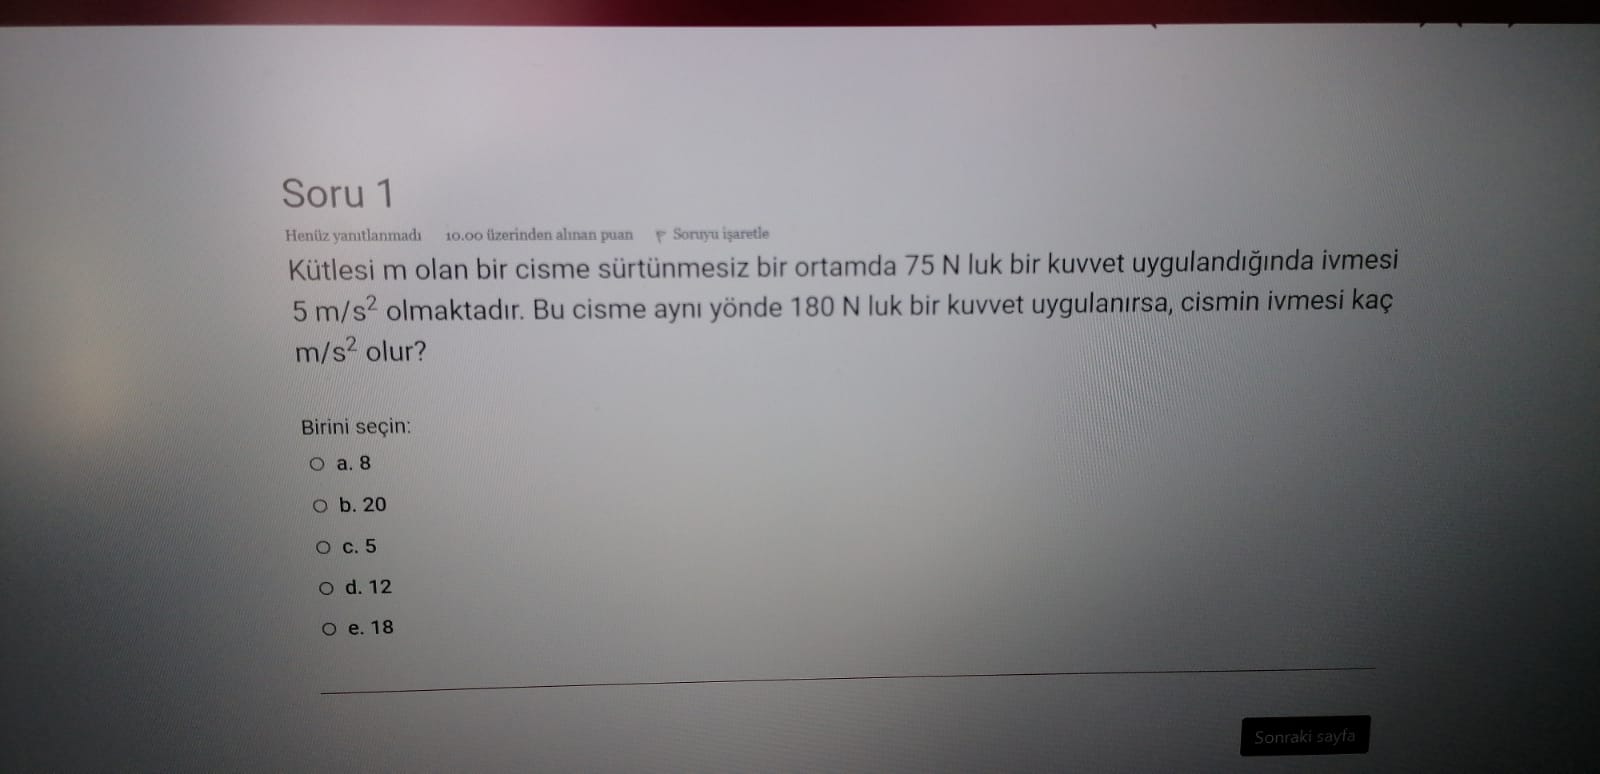 Soru 1
Henüz yanıtlanmadı 10.00 üzerinden alınan puan Soruyu işaretle
Kütlesi m olan bir cisme sürtünmesiz bir ortamda 75 N luk bir kuvvet uygulandığında ivmesi
5 m/s² olmaktadır. Bu cisme aynı yönde 180 N luk bir kuvvet uygulanırsa, cismin ivmesi kaç
m/s² olur?
Birini seçin:
a. 8
b. 20
c. 5
d. 12
e. 18
Sonraki sayfa